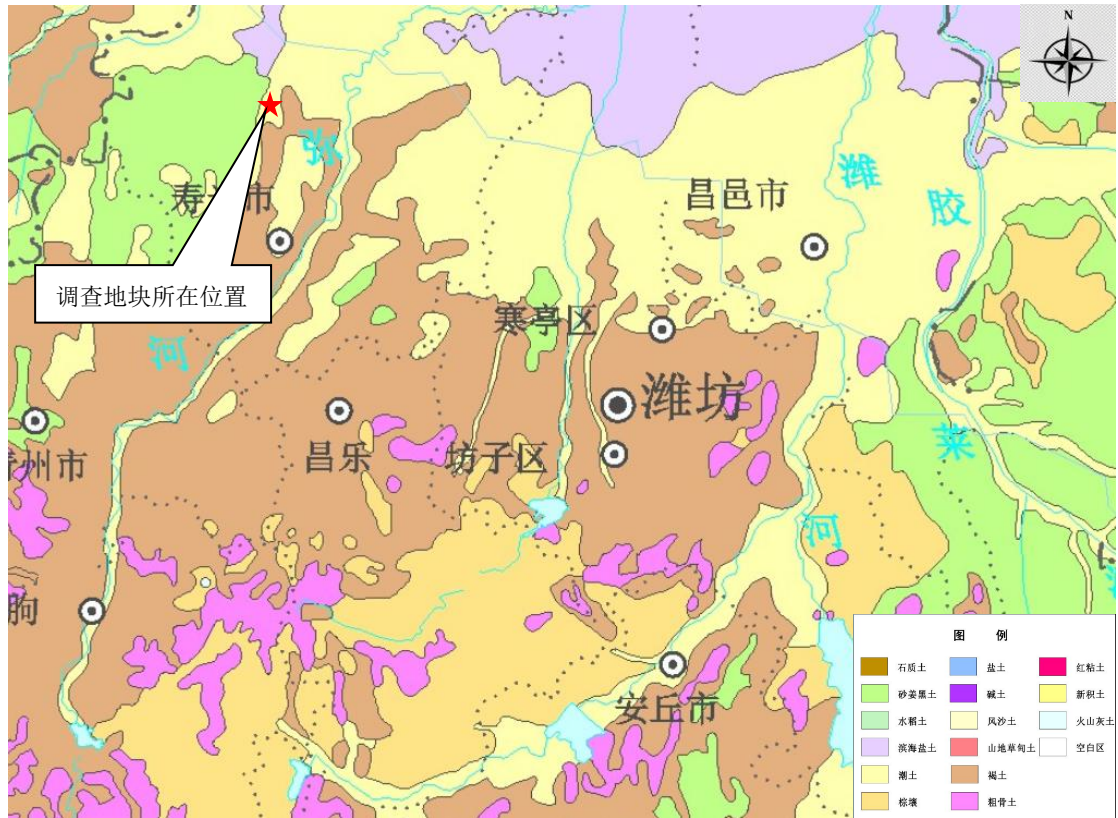 N
弥
潍
胶
昌邑市
调查地块所在位置
寒亭区
河
潍坊
昌乐
坊子区
莱
州市
河
朐
安丘市
图 例
石质土
盐土
红粘土
砂姜黑土
碱土
新积土
水稻土
风沙土
火山灰土
滨海盐土
山地草甸土
空白区
潮土
褐土
棕壤
粗骨土